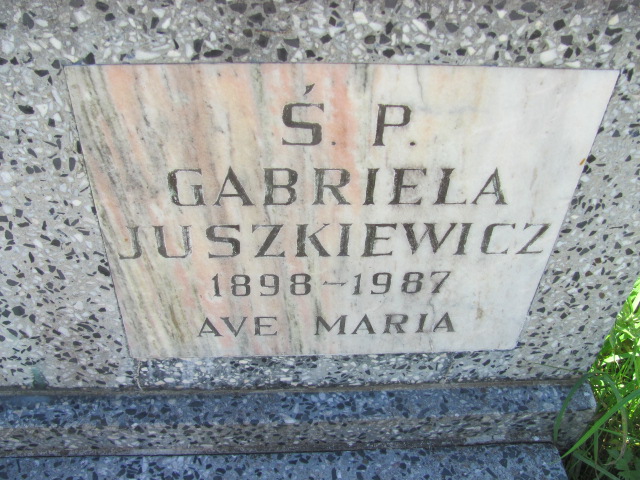 Ś. P.
GABRIELA
JUSZKIEWICZ
1898-1987
AVE MARIA